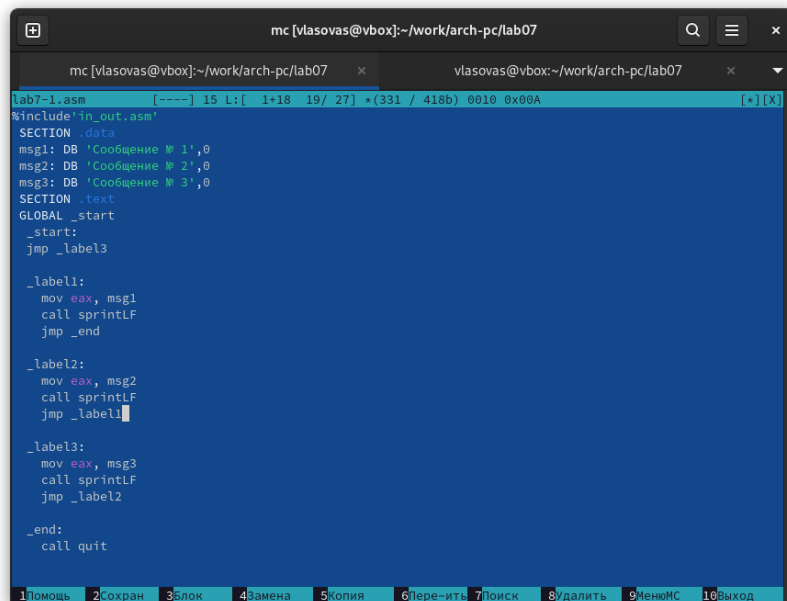 mc [vlasovas@vbox]:~/work/arch-pc/lab07
mc [vlasovas@vbox]:~/work/arch-pc/lab07 × vlasovas@vbox:~/work/arch-pc/lab07 ×
lab7-1.asm [----] 15 L:[ 1+18 19/ 27] *(331 / 418b) 0010 0x00A [*][X]
%include'in_out.asm'
SECTION .data
msg1: DB 'Сообщение № 1',0
msg2: DB 'Сообщение № 2',0
msg3: DB 'Сообщение № 3',0
SECTION .text
GLOBAL _start
_start:
jmp _label3
_label1:
mov eax, msg1
call sprintLF
jmp _end
_label2:
mov eax, msg2
call sprintLF
jmp _label1
_label3:
mov eax, msg3
call sprintLF
jmp _label2
_end:
call quit
1Помощь 2Сохран 3Блок 4Замена 5Копия 6Пере~ить 7Поиск 8Удалить 9МенюMC 10Выход